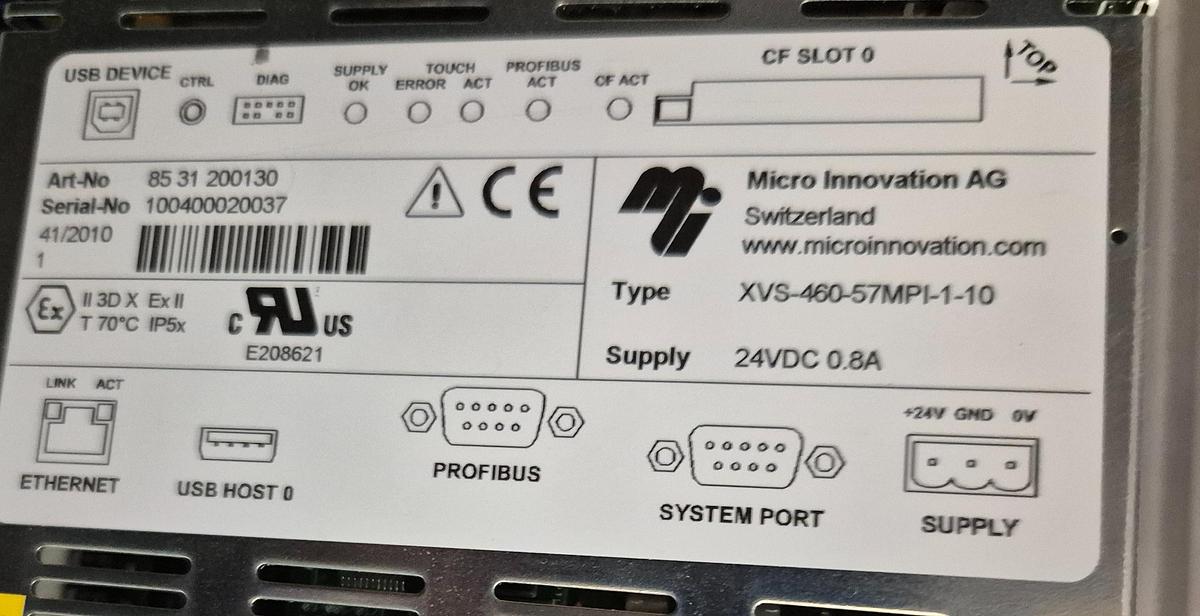 USB DEVICE
CTRL
DIAG
SUPPLY OK
TOUCH
ERROR ACT
PROFIBUS ACT
CF ACT
CF SLOT 0
TOP
Art-No 85 31 200130
Serial-No 100400020037
41/2010
1
CE
Mi
Micro Innovation AG
Switzerland
www.microinnovation.com
Type XVS-460-57MPI-1-10
Supply 24VDC 0.8A
Ex II 3D X Ex II
T 70°C IP5x
C RU US
E208621
LINK ACT
ETHERNET
USB HOST 0
PROFIBUS
SYSTEM PORT
+24V GND 0V
SUPPLY